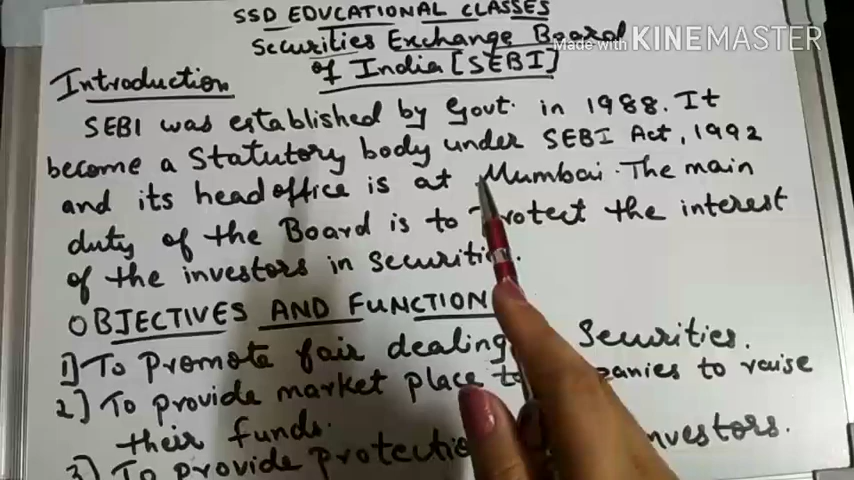 SSD EDUCATIONAL CLASSES
Securities Exchange Board
of India [SEBI]
Made with KINEMASTER
Introduction
SEBI was established by Govt. in 1988. It
become a Statutory body under SEBI Act, 1992
and its head office is at Mumbai. The main
duty of the Board is to protect the interest
of the investors in securities.
OBJECTIVES AND FUNCTION
1) To promote fair dealing Securities.
2) To provide market place to companies to raise
their funds.
3) To provide protection investors.